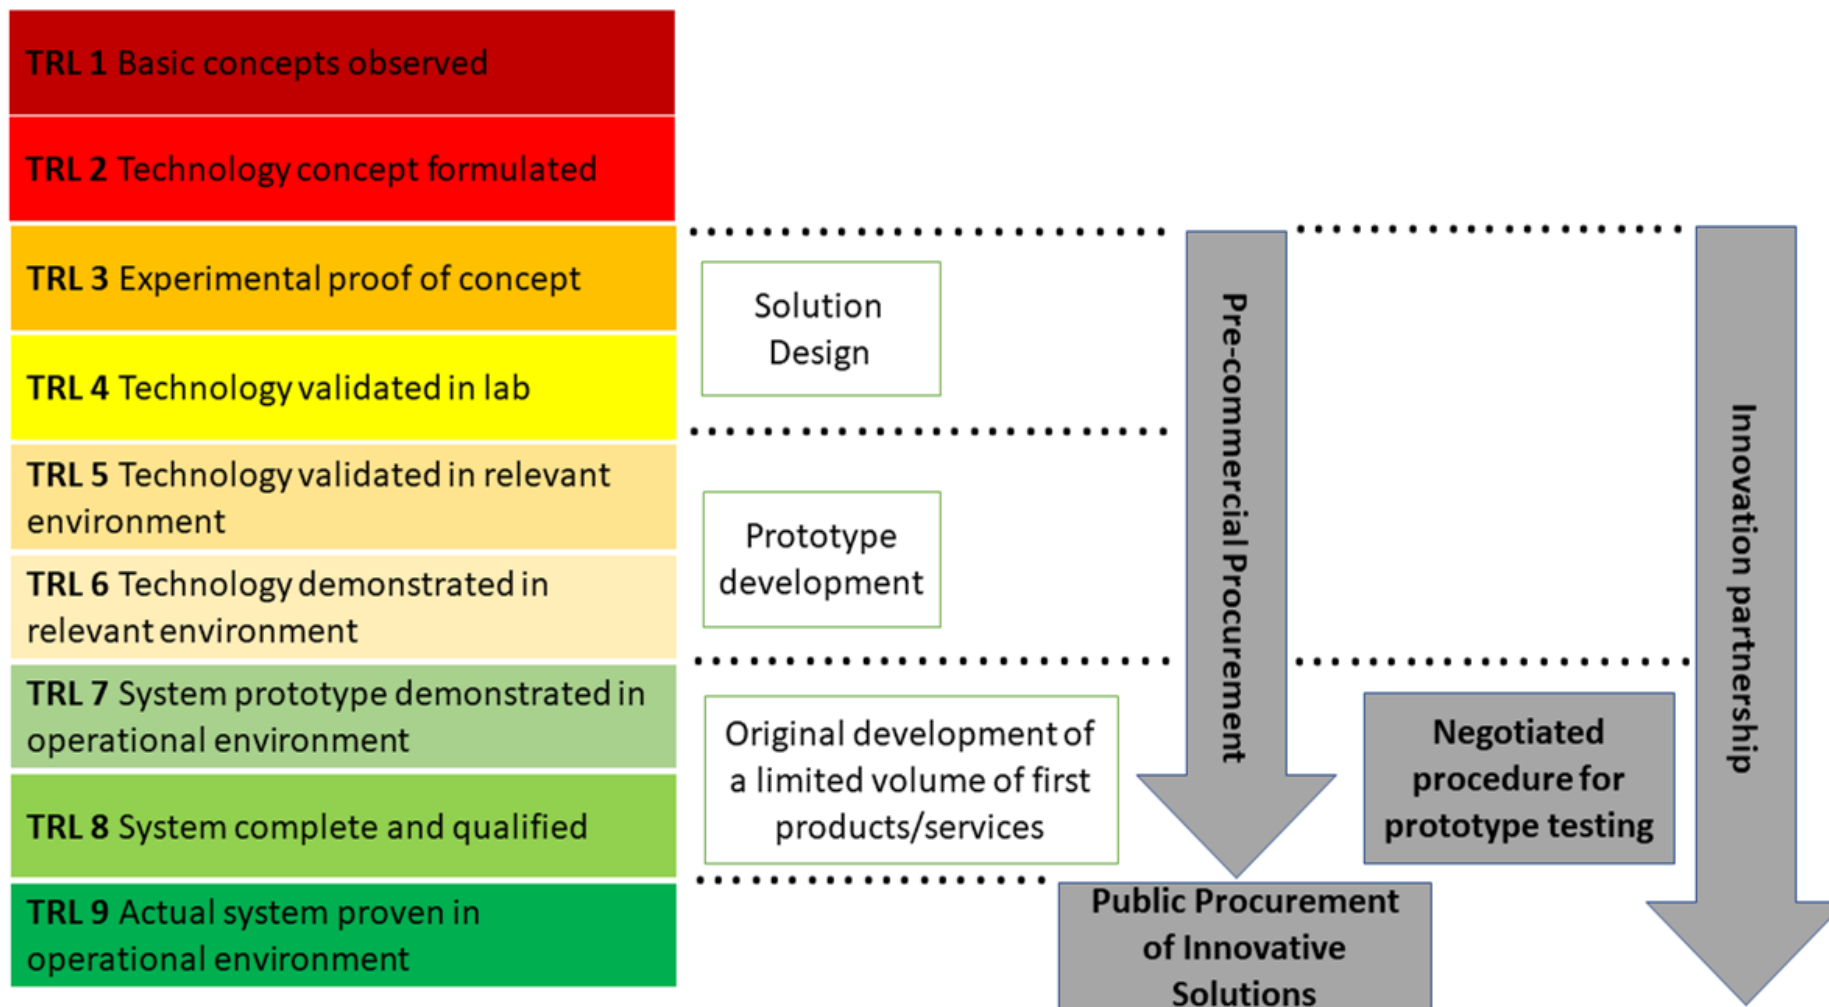 TRL 1 Basic concepts observed
TRL 2 Technology concept formulated
TRL 3 Experimental proof of concept
TRL 4 Technology validated in lab
TRL 5 Technology validated in relevant
environment
TRL 6 Technology demonstrated in
relevant environment
TRL 7 System prototype demonstrated in
operational environment
TRL 8 System complete and qualified
TRL 9 Actual system proven in
operational environment
Solution
Design
Prototype
development
Original development of
a limited volume of first
products/services
Pre-commercial Procurement
Public Procurement
of Innovative
Solutions
Negotiated
procedure for
prototype testing
Innovation partnership